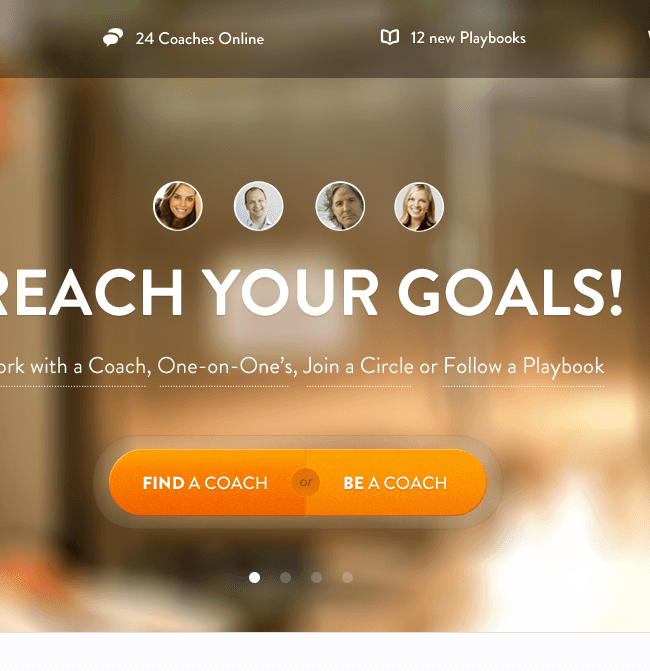 24 Coaches Online
12 new Playbooks
REACH YOUR GOALS!
ork with a Coach, One-on-One's, Join a Circle or Follow a Playbook
FIND A COACH or BE A COACH